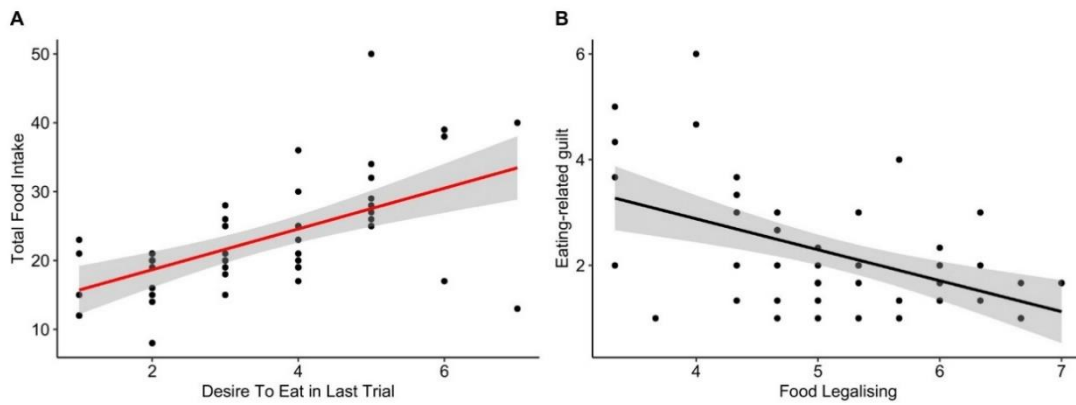 A
B
Total Food Intake
50
40
30
20
10
2
4
6
Desire To Eat in Last Trial
Eating-related guilt
6
4
2
4
5
6
7
Food Legalising